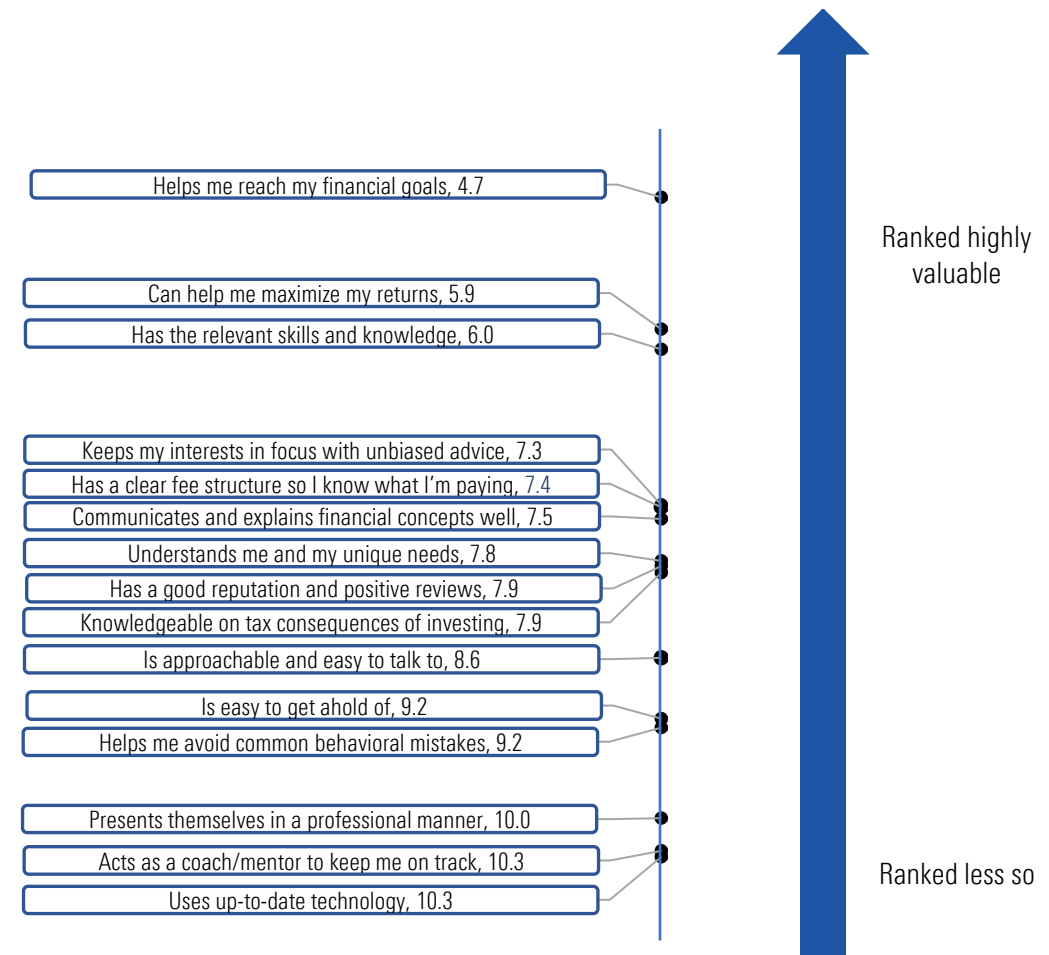 Helps me reach my financial goals, 4.7
Ranked highly
valuable
Can help me maximize my returns, 5.9
Has the relevant skills and knowledge, 6.0
Keeps my interests in focus with unbiased advice, 7.3
Has a clear fee structure so I know what I’m paying, 7.4
Communicates and explains financial concepts well, 7.5
Understands me and my unique needs, 7.8
Has a good reputation and positive reviews, 7.9
Knowledgeable on tax consequences of investing, 7.9
Is approachable and easy to talk to, 8.6
Is easy to get ahold of, 9.2
Helps me avoid common behavioral mistakes, 9.2
Presents themselves in a professional manner, 10.0
Acts as a coach/mentor to keep me on track, 10.3
Ranked less so
Uses up-to-date technology, 10.3